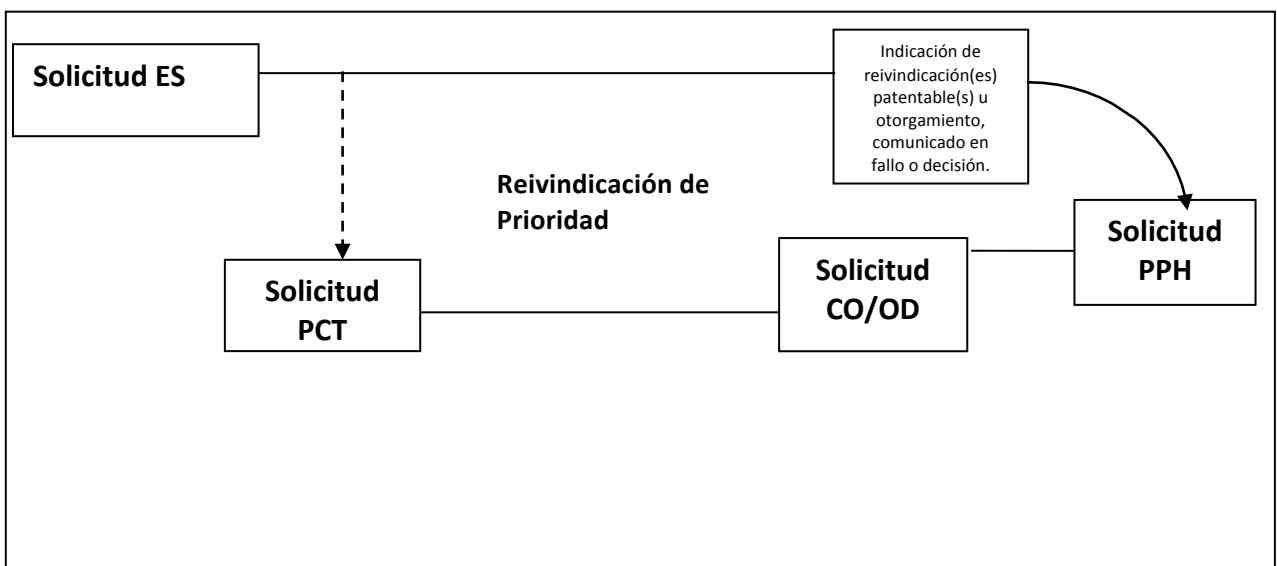 Solicitud ES
Indicación de
reivindicación(es)
patentable(s) u
otorgamiento,
comunicado en
fallo o decisión.
Reivindicación de
Prioridad
Solicitud
PPH
Solicitud
CO/OD
Solicitud
PCT